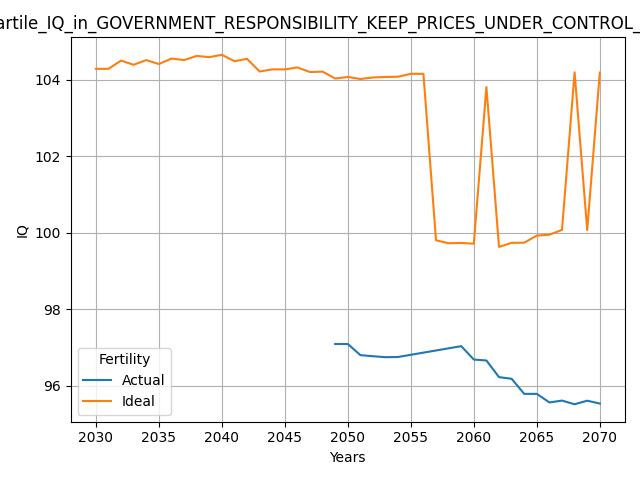 artile_IQ_in_GOVERNMENT_RESPONSIBILITY_KEEP_PRICES_UNDER_CONTROL_
104
102
100
98
96
IQ
Fertility
Actual
Ideal
2030 2035 2040 2045 2050 2055 2060 2065 2070
Years